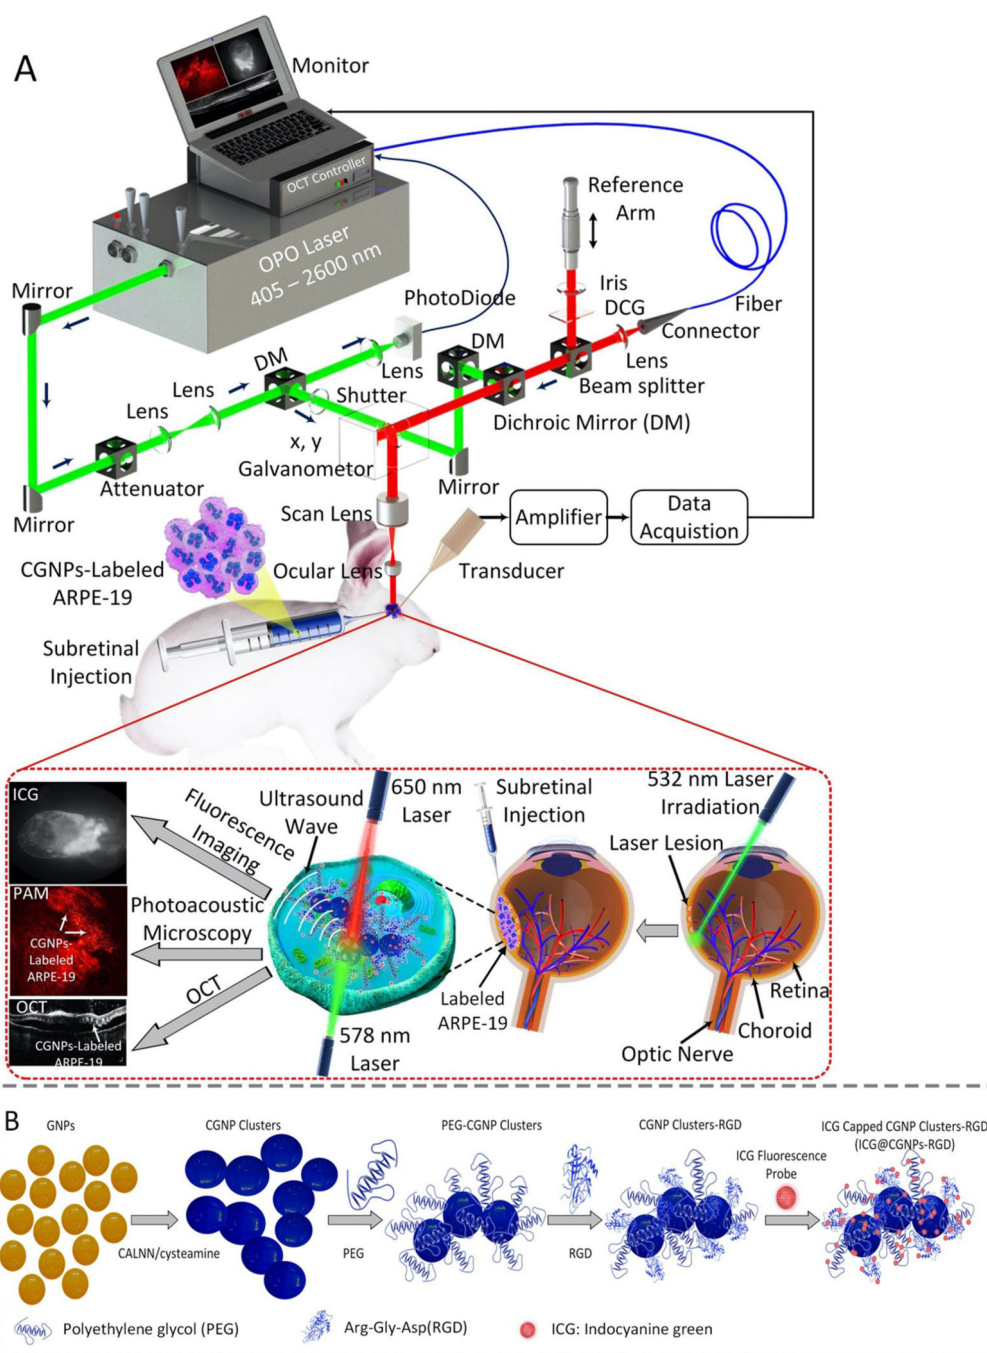 A
Monitor
OCT Controller
OPO Laser
405 – 2600 nm
Reference
Arm
Mirror
PhotoDiode
Iris
DCG
Fiber
Connector
DM
DM
Lens
Lens
Beam splitter
Lens
Shutter
Lens
Dichroic Mirror (DM)
x, y
Galvanometor
Attenuator
Mirror
Mirror
Scan Lens
Amplifier
Data
Acquistion
CGNPs-Labeled
ARPE-19
Ocular Lens
Transducer
Subretinal
Injection
ICG
Fluorescence
Imaging
Ultrasound
Wave
650 nm
Laser
Subretinal
Injection
532 nm Laser
Irradiation
Laser Lesion
PAM
CGNPs-
Labeled
ARPE-19
Photoacoustic
Microscopy
OCT
OCT
CGNPs-Labeled
ARPE-19
578 nm
Laser
Labeled
ARPE-19
Retina
Choroid
Optic Nerve
B
GNPs
CGNP Clusters
PEG-CGNP Clusters
CGNP Clusters-RGD
ICG Capped CGNP Clusters-RGD
(ICG@CGNPs-RGD)
ICG Fluorescence
Probe
CALNN/cysteamine
PEG
RGD
Polyethylene glycol (PEG)
Arg-Gly-Asp(RGD)
ICG: Indocyanine green